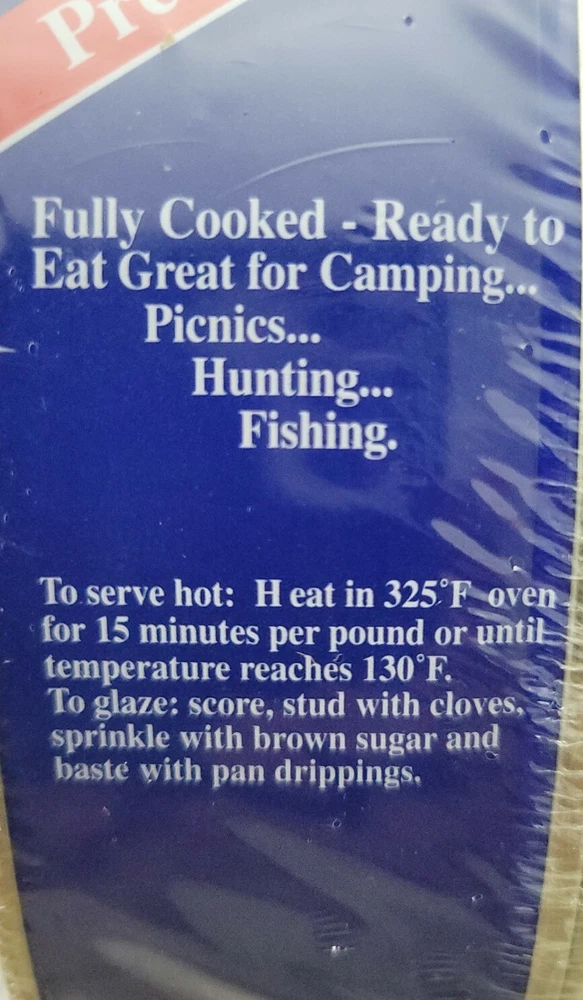 Pre
Fully Cooked - Ready to
Eat Great for Camping...
Picnics...
Hunting...
Fishing.
To serve hot: H eat in 325°F oven
for 15 minutes per pound or until
temperature reaches 130°F.
To glaze: score, stud with cloves,
sprinkle with brown sugar and
baste with pan drippings.